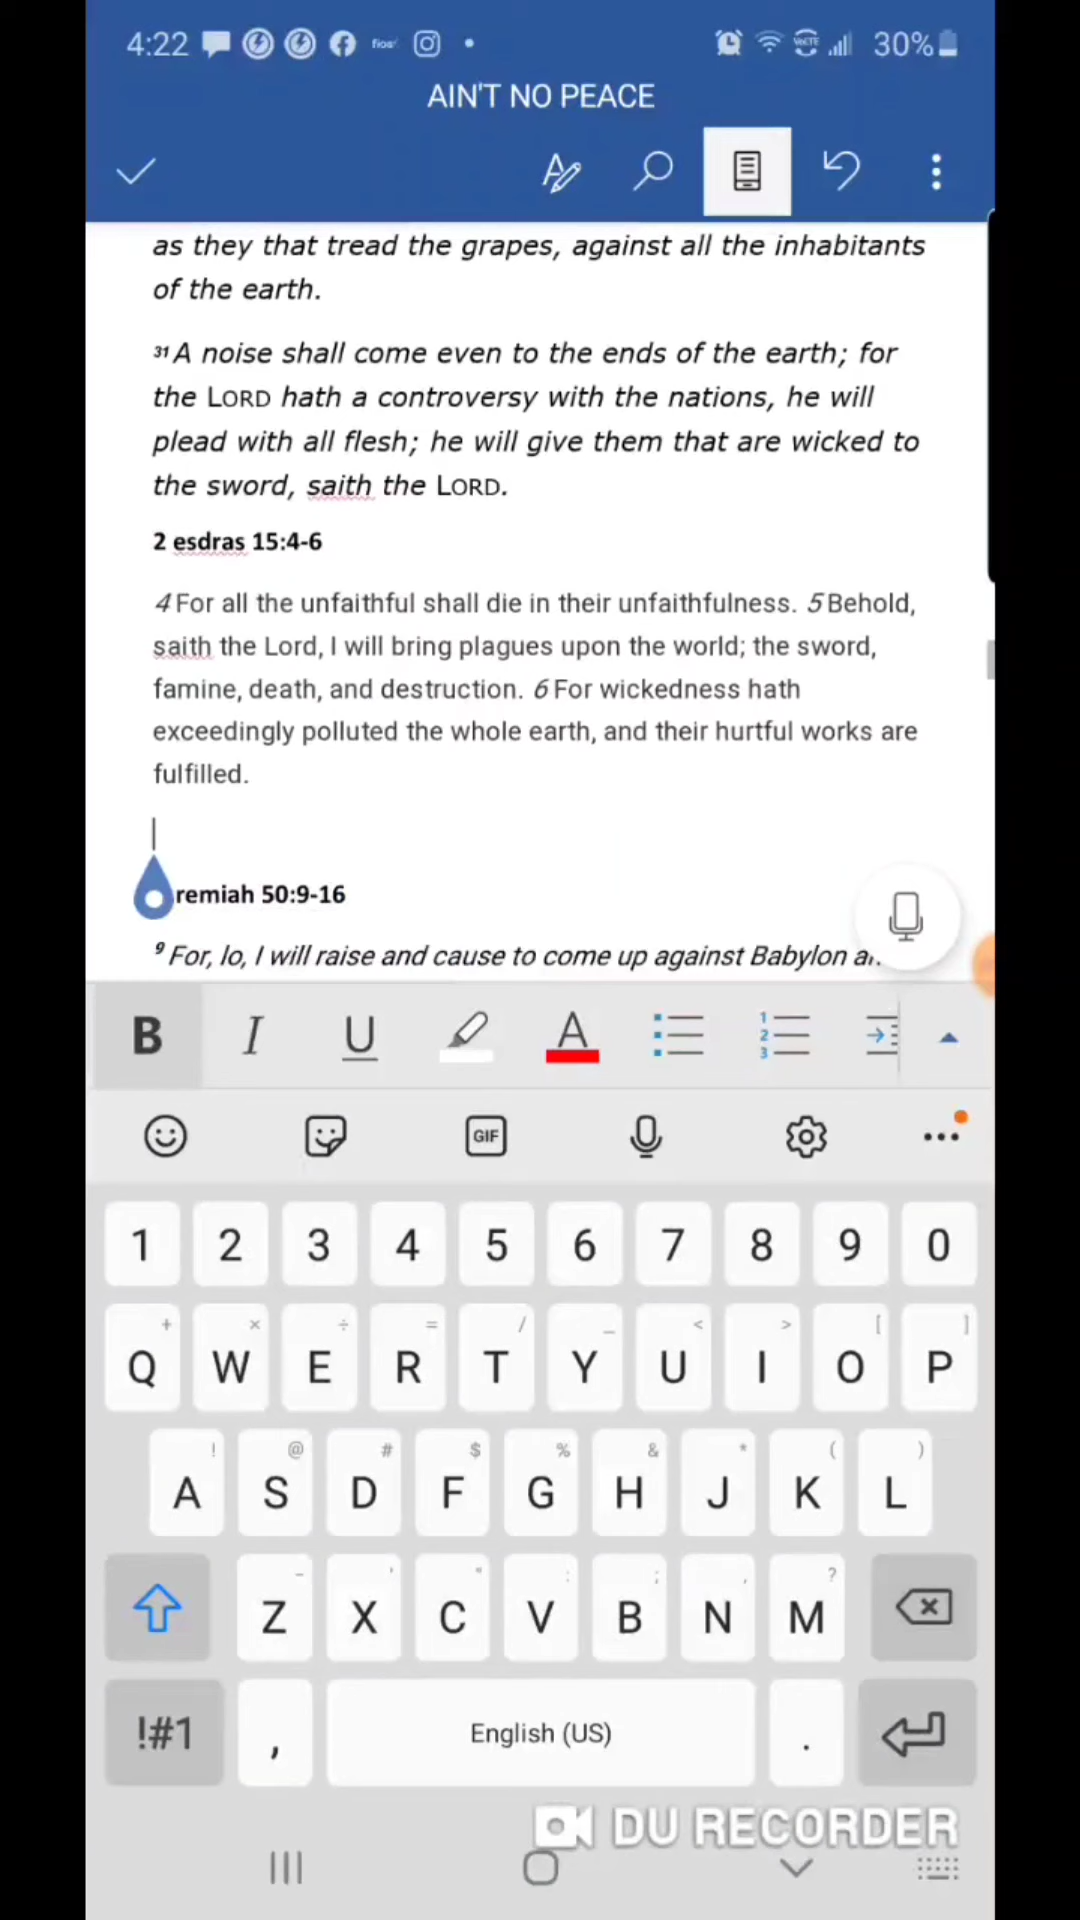 4:22 fios 30%
AIN'T NO PEACE
as they that tread the grapes, against all the inhabitants
of the earth.
31 A noise shall come even to the ends of the earth; for
the LORD hath a controversy with the nations, he will
plead with all flesh; he will give them that are wicked to
the sword, saith the LORD.
2 esdras 15:4-6
4 For all the unfaithful shall die in their unfaithfulness. 5 Behold,
saith the Lord, I will bring plagues upon the world; the sword,
famine, death, and destruction. 6 For wickedness hath
exceedingly polluted the whole earth, and their hurtful works are
fulfilled.
remiah 50:9-16
9 For, lo, I will raise and cause to come up against Babylon
B I U A 1 2 3
GIF
1 2 3 4 5 6 7 8 9 0
+ × ÷ = / _ < > [ ]
Q W E R T Y U I O P
! @ # $ % & * ( )
A S D F G H J K L
- ' " : ; , ?
Z X C V B N M
!#1 , English (US) .
DU RECORDER